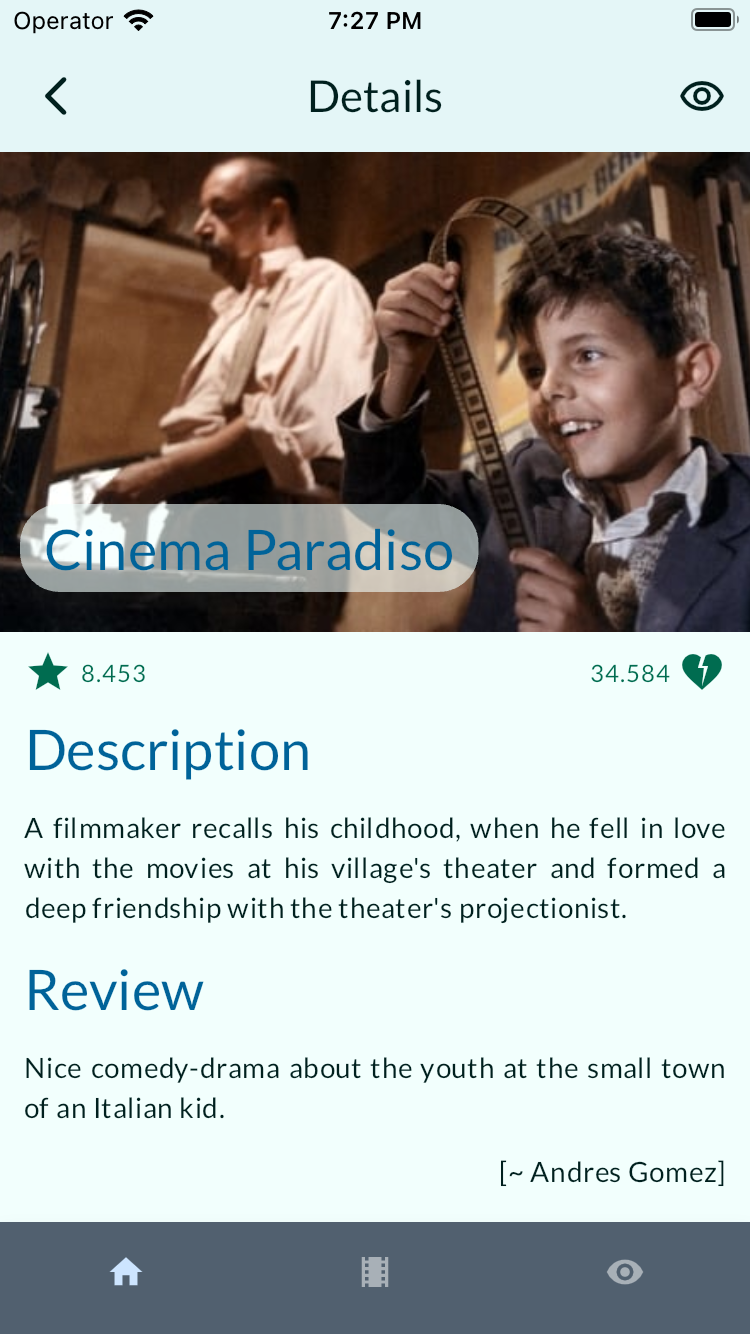 Operator 7:27 PM
Details
ART
Cinema Paradiso
8.453 34.584
Description
A filmmaker recalls his childhood, when he fell in love
with the movies at his village's theater and formed a
deep friendship with the theater's projectionist.
Review
Nice comedy-drama about the youth at the small town
of an Italian kid.
[~ Andres Gomez]